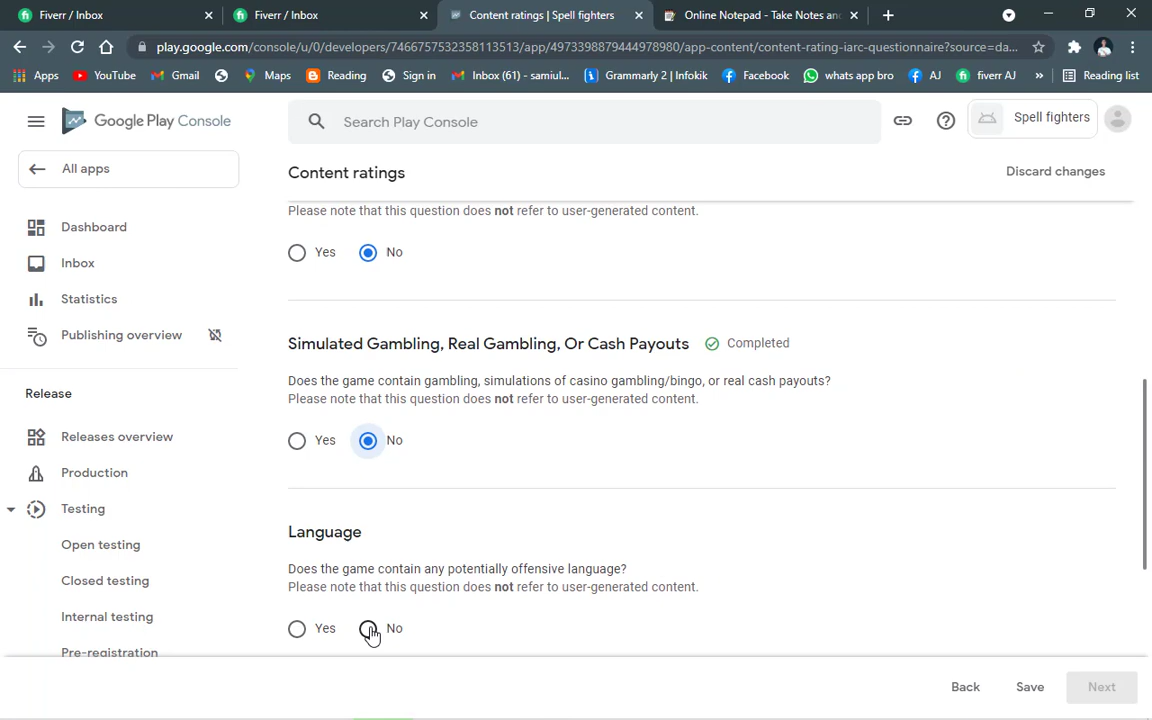 Fiverr / Inbox
Fiverr / Inbox
Content ratings | Spell fighters
Online Notepad - Take Notes and
play.google.com/console/u/0/developers/7466757532358113513/app/4973398879444978980/app-content/content-rating-iarc-questionnaire?source=da...
Apps
YouTube
Gmail
Maps
Reading
Sign in
Inbox (61) - samiul...
Grammarly 2 | Infokik
Facebook
whats app bro
AJ
fiverr AJ
»
Reading list
Google Play Console
Search Play Console
Spell fighters
All apps
Content ratings
Discard changes
Dashboard
Inbox
Statistics
Publishing overview
Release
Releases overview
Production
Testing
Open testing
Closed testing
Internal testing
Pre-registration
Please note that this question does not refer to user-generated content.
Yes
No
Simulated Gambling, Real Gambling, Or Cash Payouts
Completed
Does the game contain gambling, simulations of casino gambling/bingo, or real cash payouts?
Please note that this question does not refer to user-generated content.
Yes
No
Language
Does the game contain any potentially offensive language?
Please note that this question does not refer to user-generated content.
Yes
No
Back
Save
Next